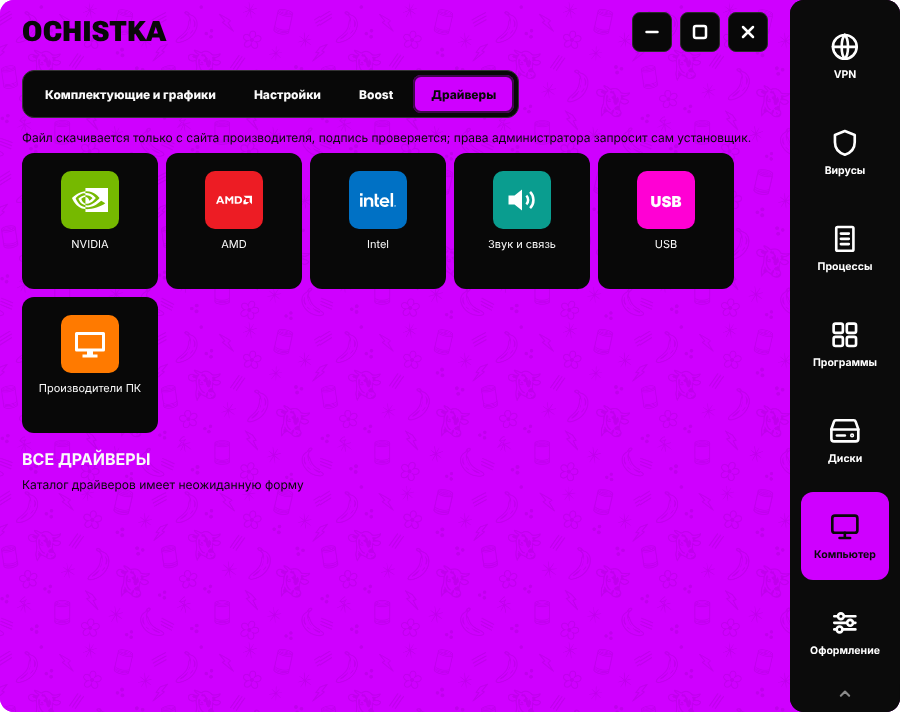 OCHISTKA
Комплектующие и графики
Настройки
Boost
Драйверы
Файл скачивается только с сайта производителя, подпись проверяется; права администратора запросит сам установщик.
NVIDIA
AMD
AMD
intel.
Intel
Звук и связь
USB
USB
Производители ПК
ВСЕ ДРАЙВЕРЫ
Каталог драйверов имеет неожиданную форму
VPN
Вирусы
Процессы
Программы
Диски
Компьютер
Оформление